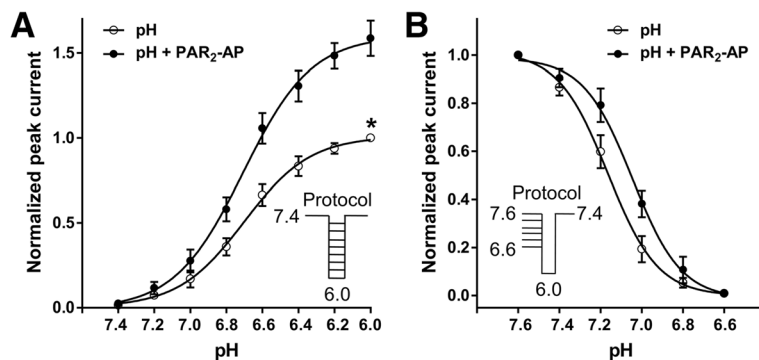 A
pH
pH + PAR2-AP
Normalized peak current
1.5
1.0
0.5
0.0
*
Protocol
7.4
6.0
7.4 7.2 7.0 6.8 6.6 6.4 6.2 6.0
pH
B
pH
pH + PAR2-AP
Normalized peak current
1.0
0.8
0.6
0.4
0.2
0.0
Protocol
7.6 7.4
6.6
6.0
7.6 7.4 7.2 7.0 6.8 6.6
pH